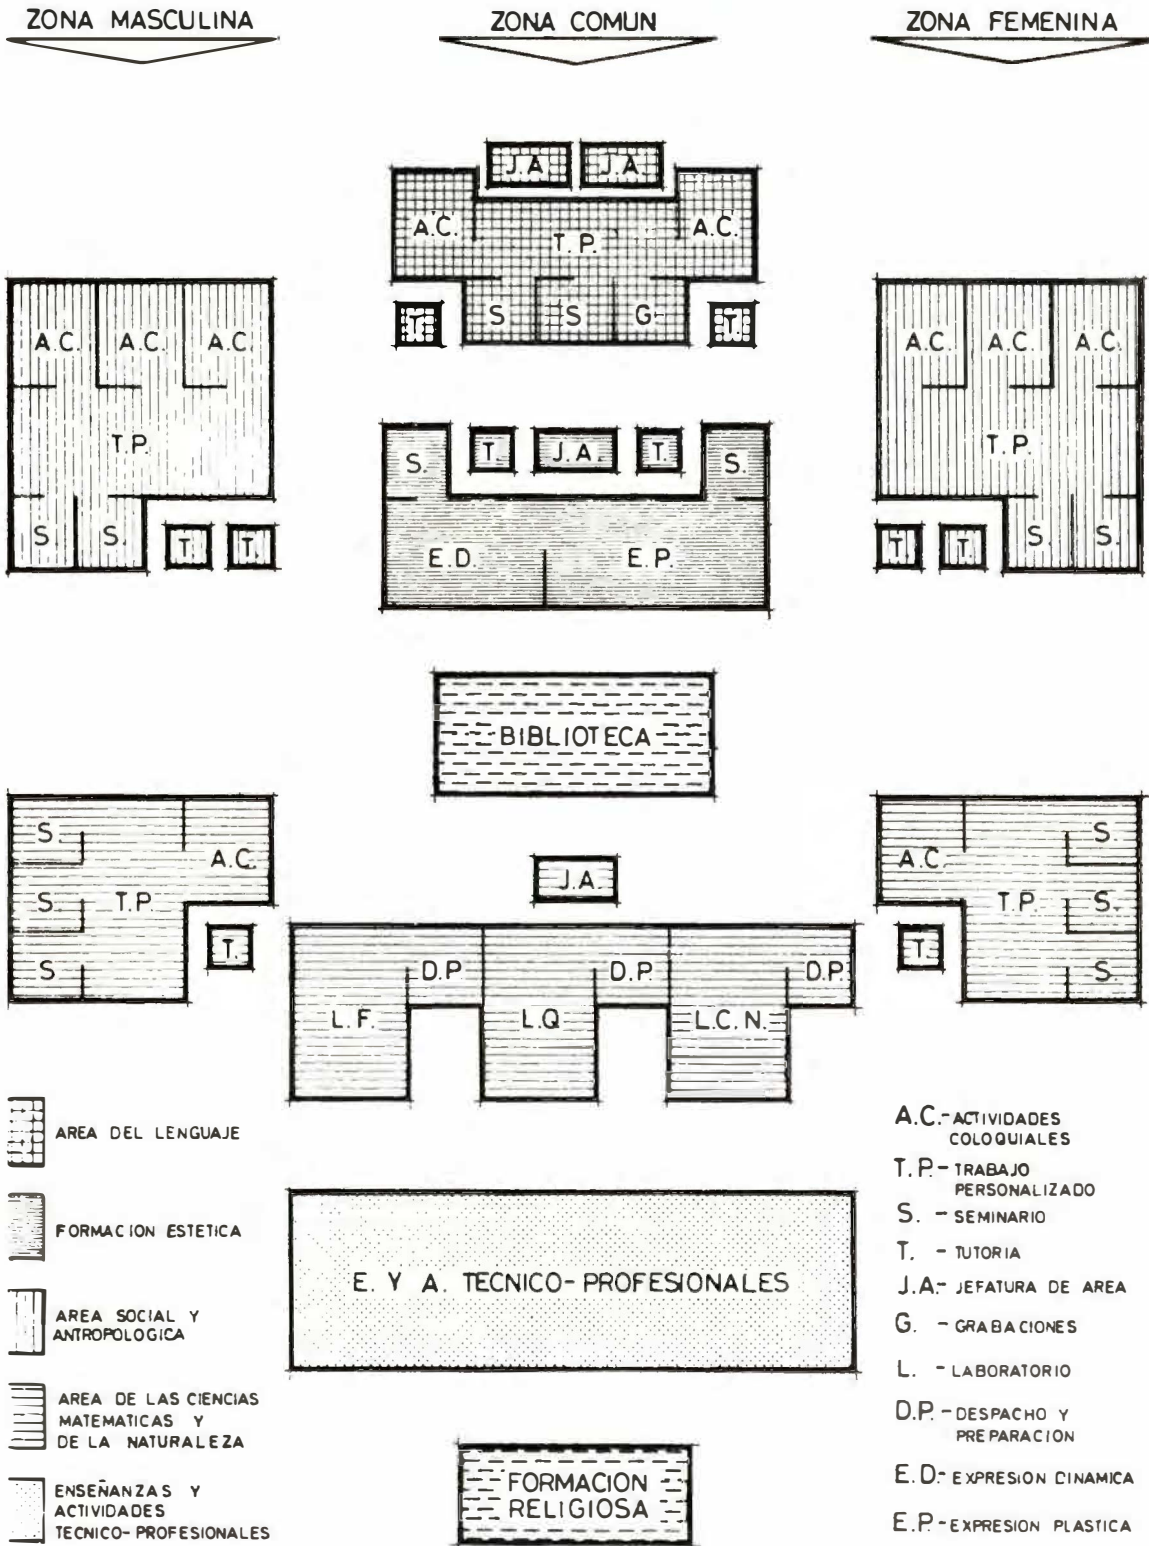 ZONA MASCULINA
ZONA COMUN
ZONA FEMENINA
J.A.
J.A.
A.C.
T.P.
A.C.
S
S
G
T.
T.
A.C.
A.C.
A.C.
T.P.
S.
S.
T.
T.
A.C.
A.C.
A.C.
T.P.
T.
T.
S.
S.
S.
T.
J.A.
T.
S.
E.D.
E.P.
BIBLIOTECA
S.
A.C.
S.
T.P.
S.
T.
J.A.
A.C.
S.
T.P.
S.
T.
S.
D.P.
D.P.
D.P.
L.F.
L.Q
L.C.N.
AREA DEL LENGUAJE
FORMACION ESTETICA
AREA SOCIAL Y
ANTROPOLOGICA
AREA DE LAS CIENCIAS
MATEMATICAS Y
DE LA NATURALEZA
ENSEÑANZAS Y
ACTIVIDADES
TECNICO-PROFESIONALES
E. Y A. TECNICO-PROFESIONALES
FORMACION
RELIGIOSA
A.C.-ACTIVIDADES
COLOQUIALES
T.P.-TRABAJO
PERSONALIZADO
S. - SEMINARIO
T. - TUTORIA
J.A.- JEFATURA DE AREA
G. - GRABACIONES
L. - LABORATORIO
D.P.-DESPACHO Y
PREPARACION
E.D.-EXPRESION DINAMICA
E.P.-EXPRESION PLASTICA